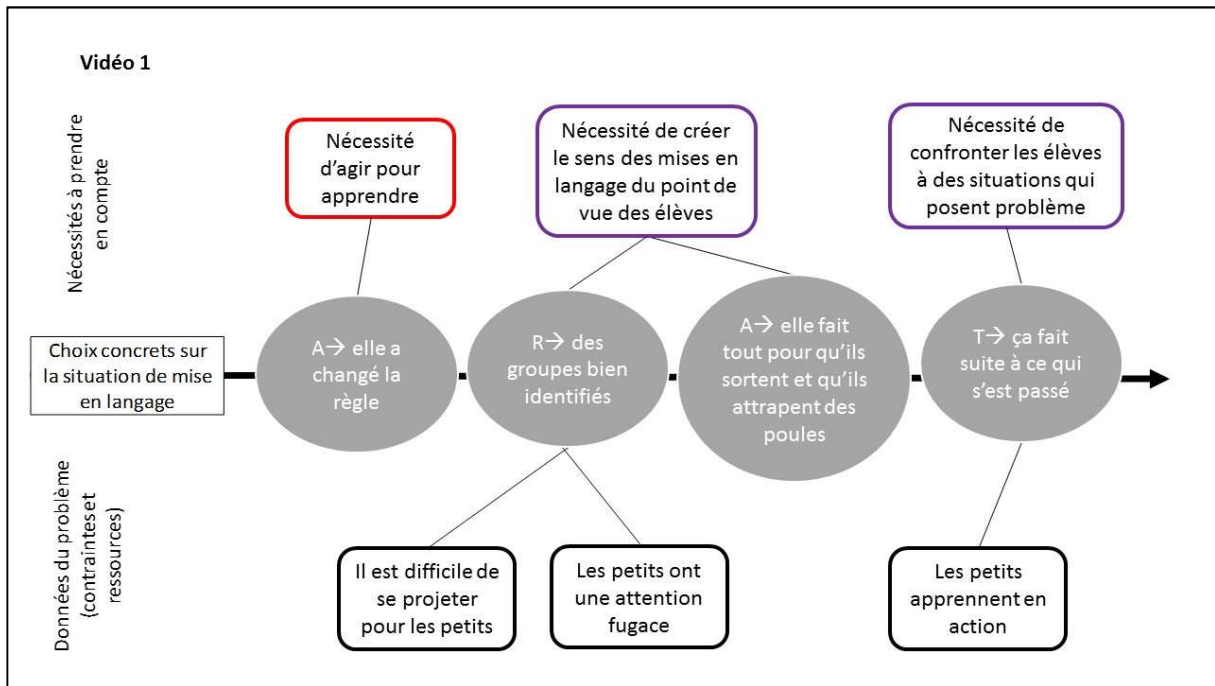 Vidéo 1
Nécessités à prendre
en compte
Nécessité
d'agir pour
apprendre
Nécessité de créer
le sens des mises en
langage du point de
vue des élèves
Nécessité de
confronter les élèves
à des situations qui
posent problème
Choix concrets sur
la situation de mise
en langage
A→ elle a
changé la
règle
R→ des
groupes bien
identifiés
A→ elle fait
tout pour qu'ils
sortent et qu'ils
attrapent des
poules
T→ ça fait
suite à ce qui
s'est passé
Données du problème
(contraintes et
ressources)
Il est difficile de
se projeter
pour les petits
Les petits ont
une attention
fugace
Les petits
apprennent en
action